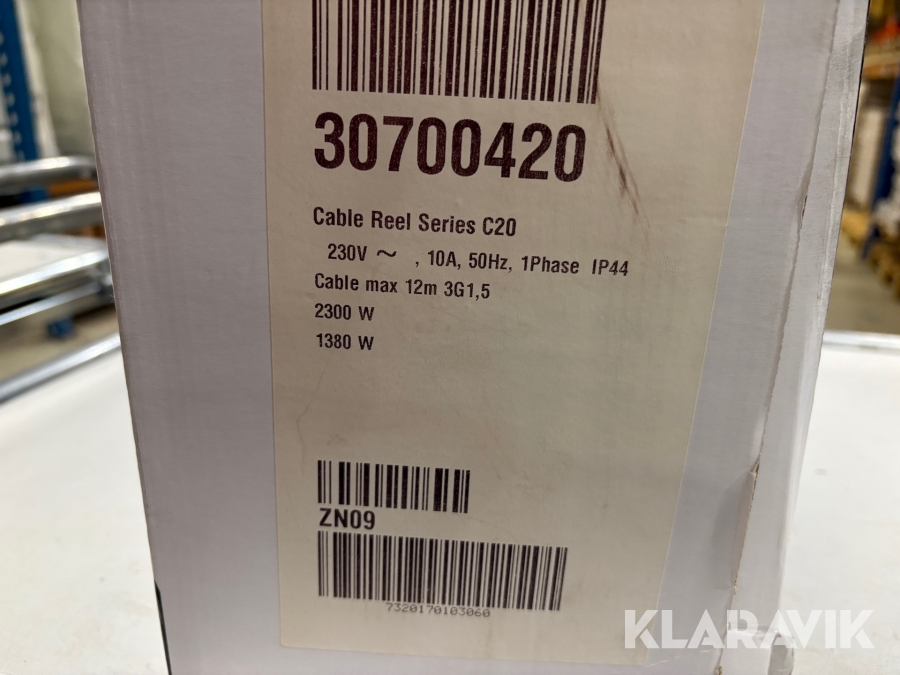 30700420
Cable Reel Series C20
230V ~ , 10A, 50Hz, 1Phase IP44
Cable max 12m 3G1,5
2300 W
1380 W
ZN09
7320170103060
KLARAVIK